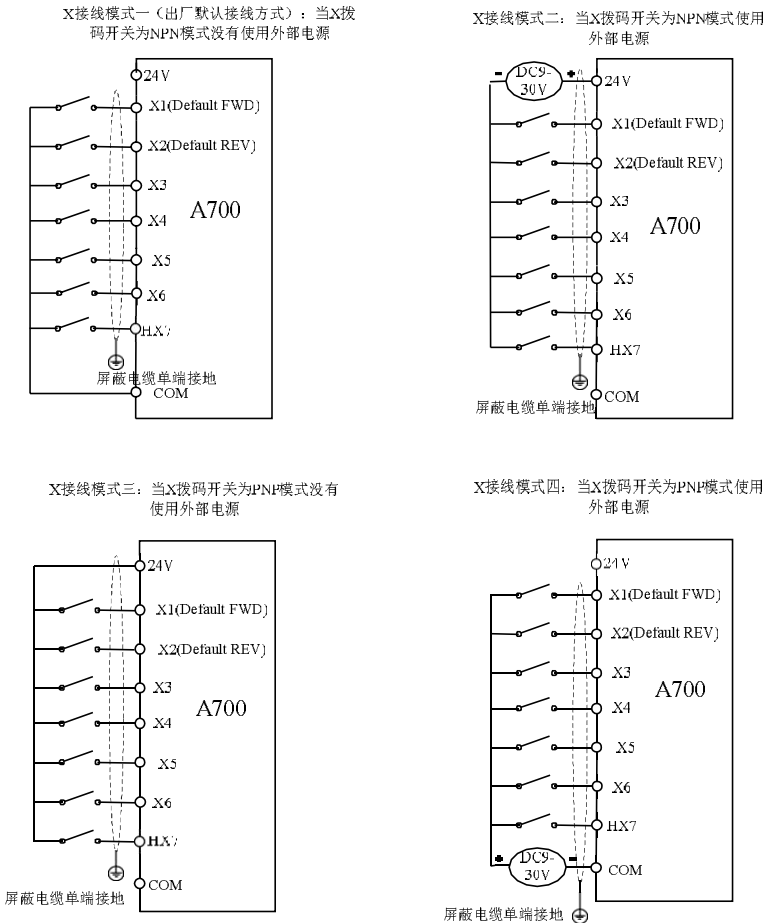 X接线模式一（出厂默认接线方式）：当X拨
码开关为NPN模式没有使用外部电源
24V
X1(Default FWD)
X2(Default REV)
X3
A700
X4
X5
X6
HX7
屏蔽电缆单端接地
COM
X接线模式二：当X拨码开关为NPN模式使用
外部电源
- DC9- +
30V
24V
X1(Default FWD)
X2(Default REV)
X3
A700
X4
X5
X6
HX7
COM
屏蔽电缆单端接地
X接线模式三：当X拨码开关为PNP模式没有
使用外部电源
24V
X1(Default FWD)
X2(Default REV)
X3
A700
X4
X5
X6
HX7
COM
屏蔽电缆单端接地
X接线模式四：当X拨码开关为PNP模式使用
外部电源
24V
X1(Default FWD)
X2(Default REV)
X3
A700
X4
X5
X6
HX7
+ DC9- -
30V
COM
屏蔽电缆单端接地